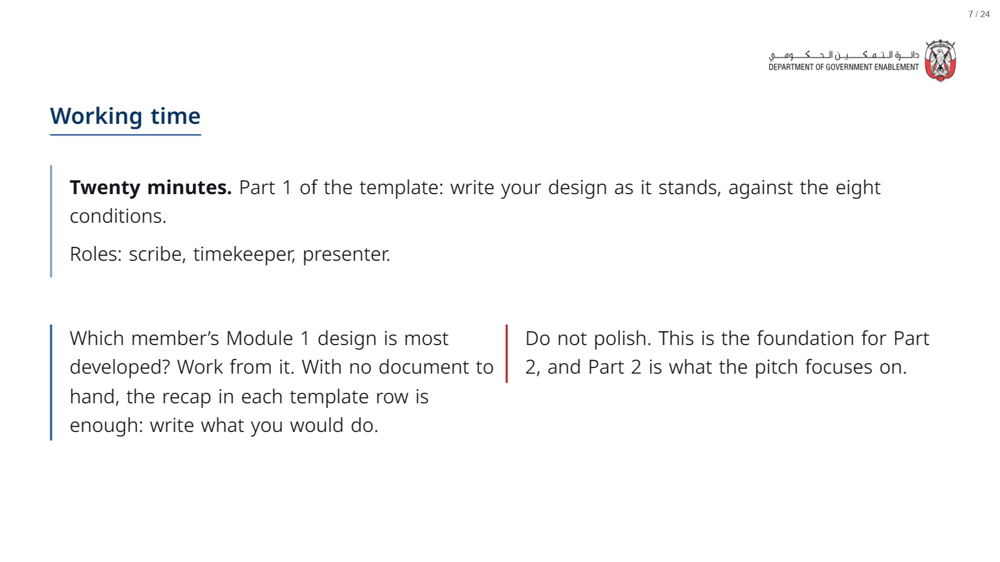 7 / 24
دائرة التمكين الحكومي
DEPARTMENT OF GOVERNMENT ENABLEMENT
Working time
Twenty minutes. Part 1 of the template: write your design as it stands, against the eight
conditions.
Roles: scribe, timekeeper, presenter.
Which member’s Module 1 design is most
developed? Work from it. With no document to
hand, the recap in each template row is
enough: write what you would do.
Do not polish. This is the foundation for Part
2, and Part 2 is what the pitch focuses on.